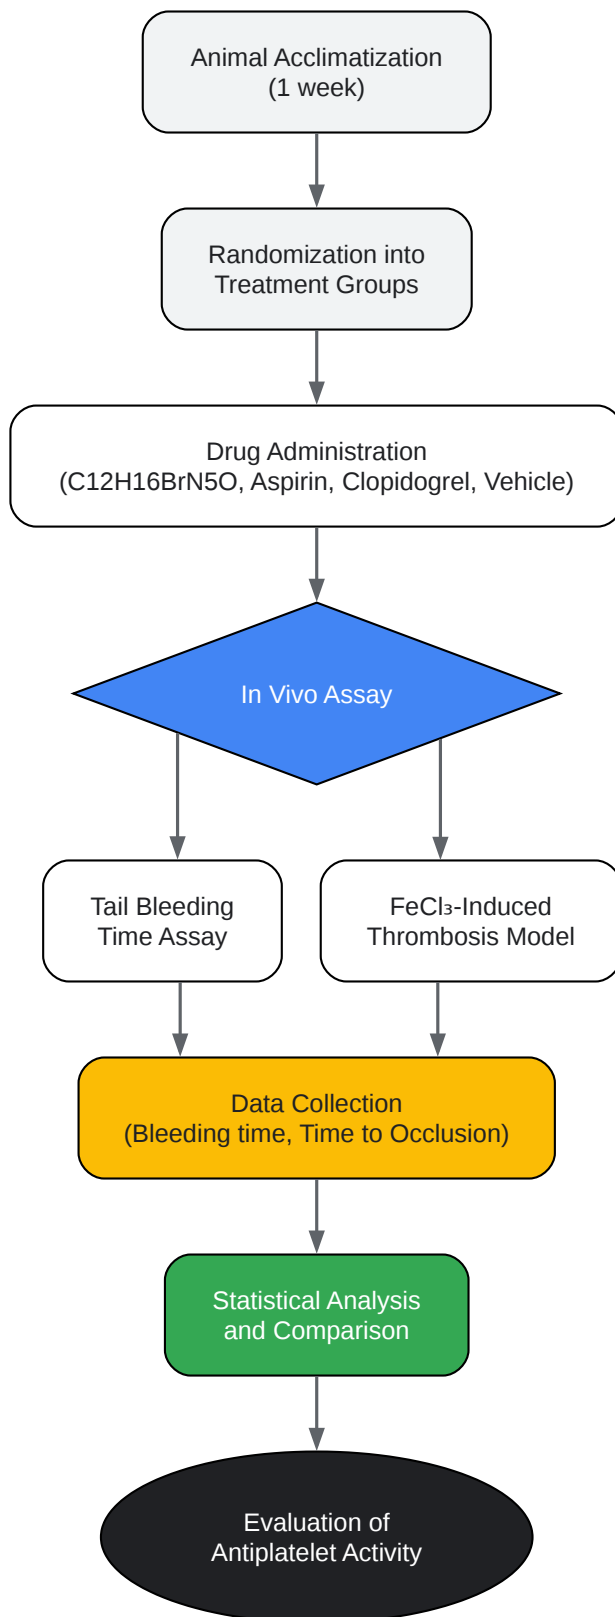 Animal Acclimatization
(1 week)
Randomization into
Treatment Groups
Drug Administration
(C12H16BrN5O, Aspirin, Clopidogrel, Vehicle)
In Vivo Assay
Tail Bleeding
Time Assay
FeCl₃-Induced
Thrombosis Model
Data Collection
(Bleeding time, Time to Occlusion)
Statistical Analysis
and Comparison
Evaluation of
Antiplatelet Activity